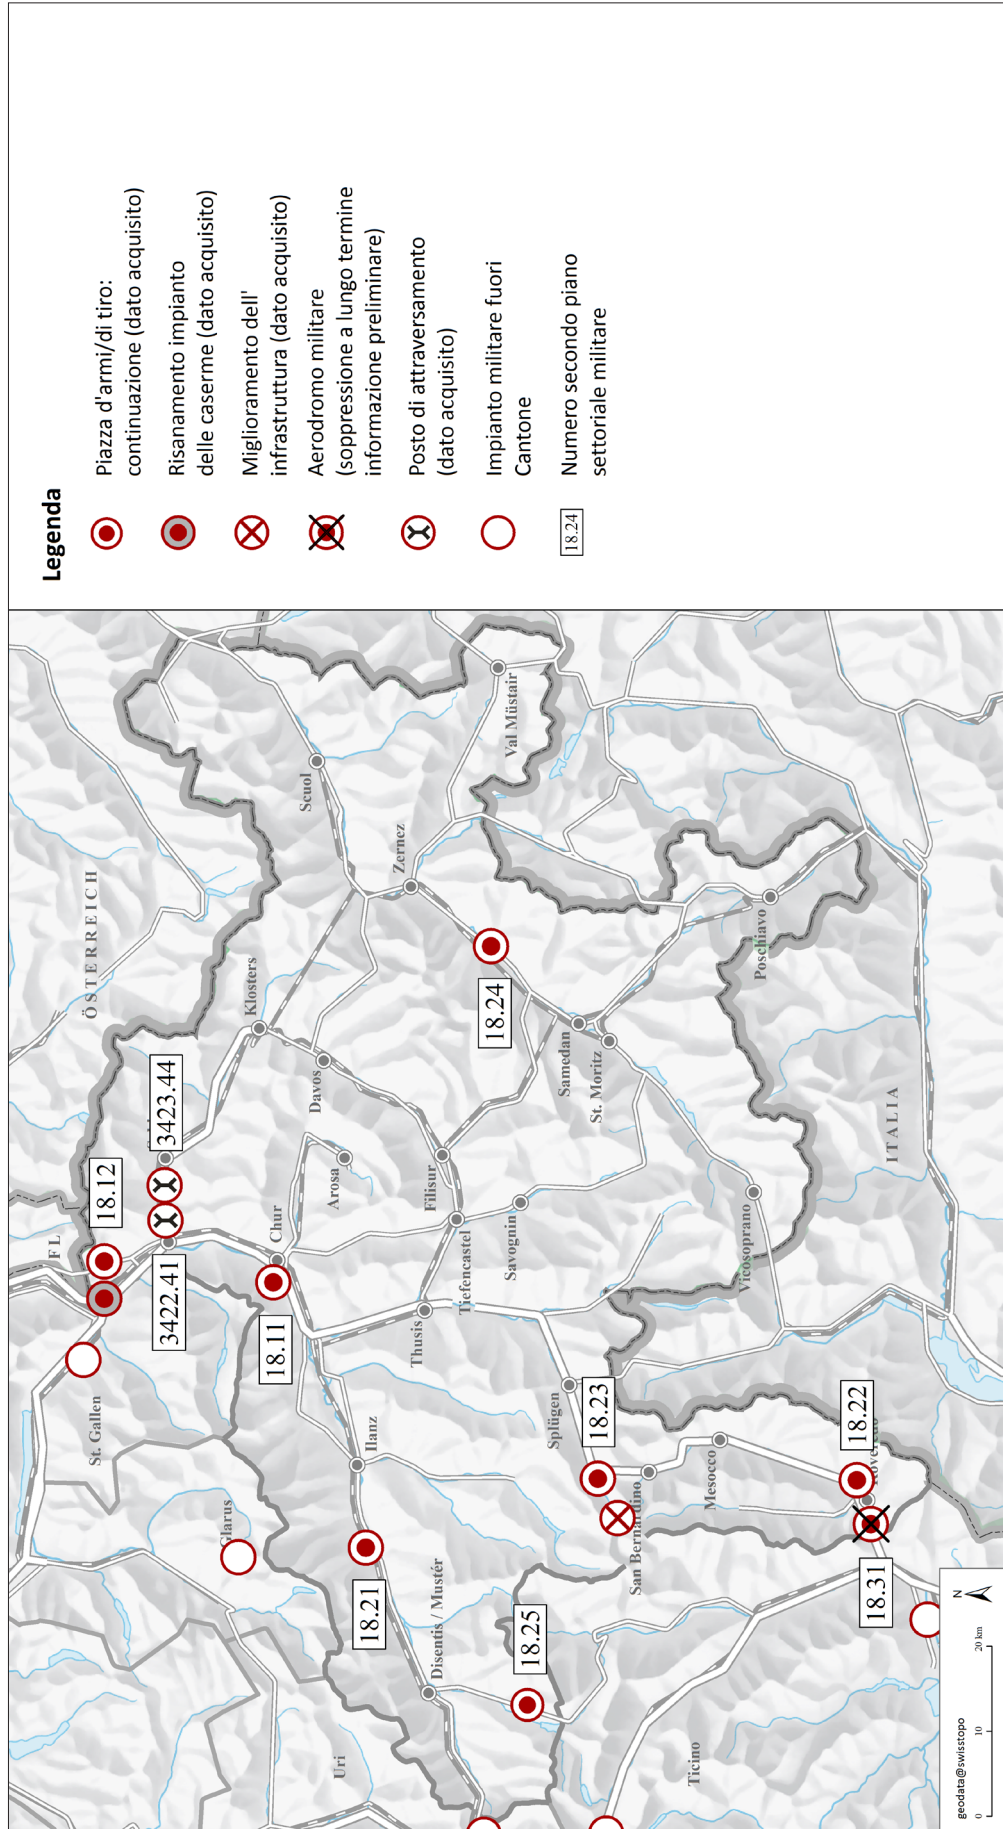 FL
ÖSTERREICH
St. Gallen
18.12
3422.41
3423.44
Glarus
Klosters
Chur
18.11
Scuol
Arosa
Davos
Uri
Ilanz
18.21
Zernez
Thusis
Filisur
Tiefencastel
Disentis / Mustér
18.24
Val Müstair
Savognin
18.25
Splügen
18.23
Samedan
St. Moritz
San Bernardino
Ticino
Mesocco
Vicosoprano
Poschiavo
18.22
18.31
ITALIA
geodata@swisstopo
N
0 10 20 km
Legenda
Piazza d'armi/di tiro:
continuazione (dato acquisito)
Risanamento impianto
delle caserme (dato acquisito)
Miglioramento dell'
infrastruttura (dato acquisito)
Aerodromo militare
(soppressione a lungo termine
informazione preliminare)
Posto di attraversamento
(dato acquisito)
Impianto militare fuori
Cantone
18.24
Numero secondo piano
settoriale militare